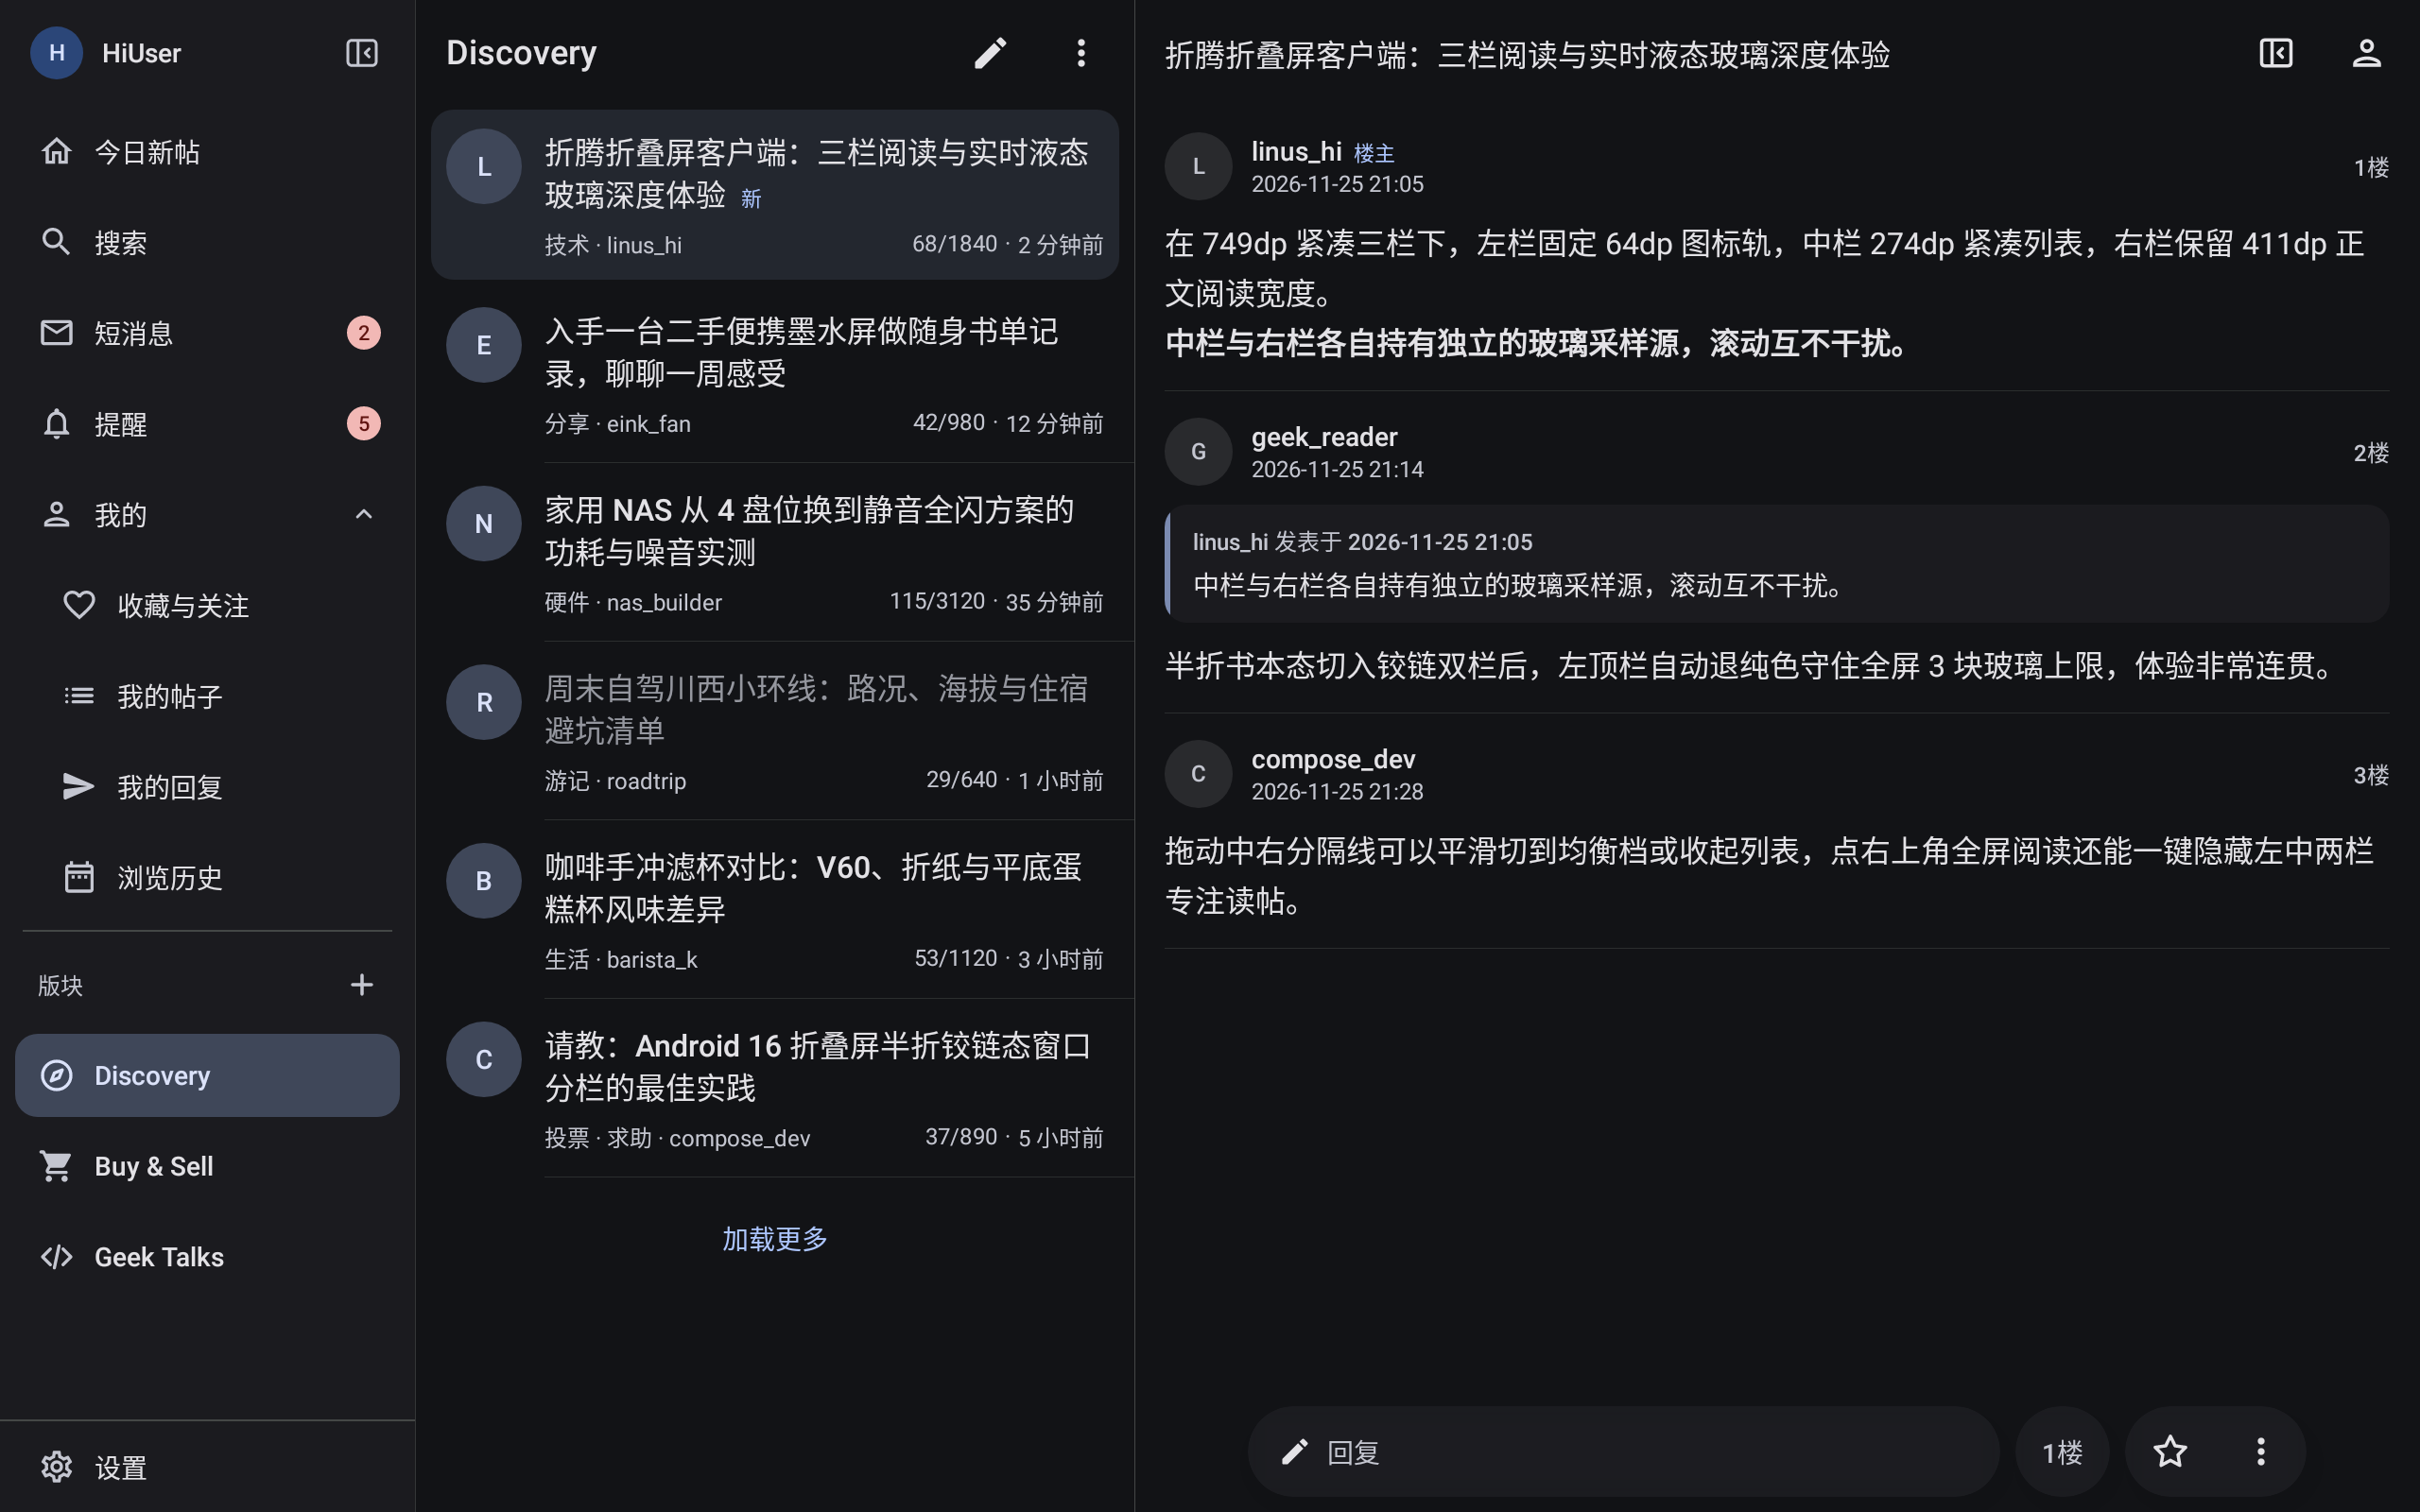 H HiUser
今日新帖
搜索
短消息 2
提醒 5
我的
收藏与关注
我的帖子
我的回复
浏览历史
版块
Discovery
Buy & Sell
Geek Talks
设置
Discovery
L
折腾折叠屏客户端：三栏阅读与实时液态
玻璃深度体验 新
技术 · linus_hi 68/1840 · 2 分钟前
E
入手一台二手便携墨水屏做随身书单记
录，聊聊一周感受
分享 · eink_fan 42/980 · 12 分钟前
N
家用 NAS 从 4 盘位换到静音全闪方案的
功耗与噪音实测
硬件 · nas_builder 115/3120 · 35 分钟前
R
周末自驾川西小环线：路况、海拔与住宿
避坑清单
游记 · roadtrip 29/640 · 1 小时前
B
咖啡手冲滤杯对比：V60、折纸与平底蛋
糕杯风味差异
生活 · barista_k 53/1120 · 3 小时前
C
请教：Android 16 折叠屏半折铰链态窗口
分栏的最佳实践
投票 · 求助 · compose_dev 37/890 · 5 小时前
加载更多
折腾折叠屏客户端：三栏阅读与实时液态玻璃深度体验
L
linus_hi 楼主
2026-11-25 21:05
1楼
在 749dp 紧凑三栏下，左栏固定 64dp 图标轨，中栏 274dp 紧凑列表，右栏保留 411dp 正
文阅读宽度。
中栏与右栏各自持有独立的玻璃采样源，滚动互不干扰。
G
geek_reader
2026-11-25 21:14
2楼
linus_hi 发表于 2026-11-25 21:05
中栏与右栏各自持有独立的玻璃采样源，滚动互不干扰。
半折书本态切入铰链双栏后，左顶栏自动退纯色守住全屏 3 块玻璃上限，体验非常连贯。
C
compose_dev
2026-11-25 21:28
3楼
拖动中右分隔线可以平滑切到均衡档或收起列表，点右上角全屏阅读还能一键隐藏左中两栏
专注读帖。
回复
1楼